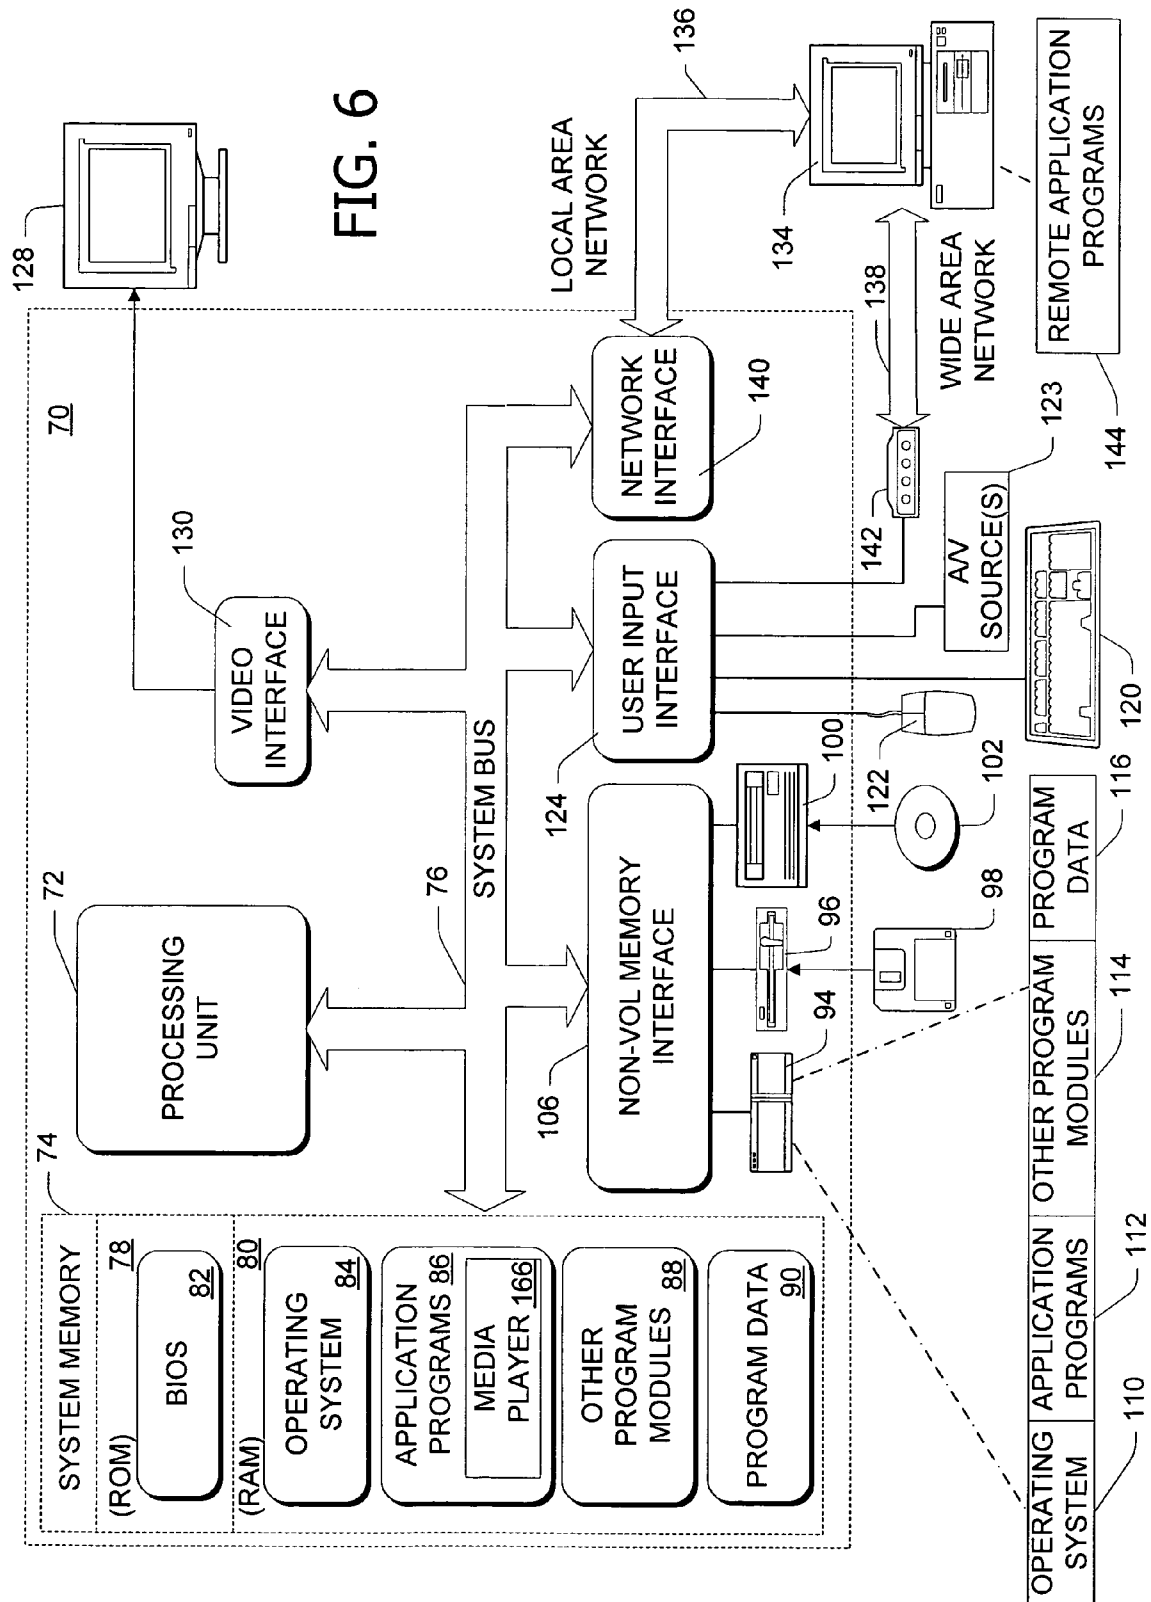 FIG. 6
70
128
SYSTEM MEMORY
74
(ROM) 78
BIOS
82
(RAM) 80
OPERATING
SYSTEM 84
APPLICATION
PROGRAMS 86
MEDIA
PLAYER 166
OTHER
PROGRAM
MODULES 88
PROGRAM DATA
90
72
PROCESSING
UNIT
76
SYSTEM BUS
VIDEO
INTERFACE
130
106
NON-VOL MEMORY
INTERFACE
124
USER INPUT
INTERFACE
NETWORK
INTERFACE
140
LOCAL AREA
NETWORK
136
134
138
WIDE AREA
NETWORK
142
94
96
98
100
102
122
120
A/V
SOURCE(S)
123
REMOTE APPLICATION
PROGRAMS
144
OPERATING
SYSTEM
110
APPLICATION
PROGRAMS
112
OTHER PROGRAM
MODULES
114
PROGRAM
DATA
116